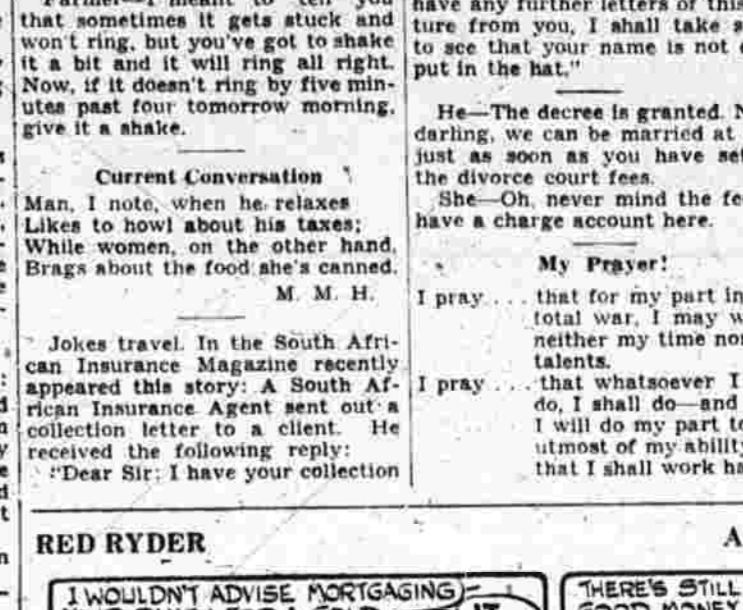 that sometimes it gets stuck and
won't ring, but you've got to shake
it a bit and it will ring all right.
Now, if it doesn't ring by five min-
utes past four tomorrow morning,
give it a shake.
Current Conversation
Man, I note, when he relaxes
Likes to howl about his taxes;
While women, on the other hand,
Brags about the food she's canned.
M. M. H.
Jokes travel. In the South Afri-
can Insurance Magazine recently
appeared this story: A South Af-
rican Insurance Agent sent out a
collection letter to a client. He
received the following reply:
"Dear Sir: I have your collection
have any further letters of this
ture from you, I shall take s
to see that your name is not
put in the hat."
He—The decree is granted. N
darling, we can be married at
just as soon as you have set
the divorce court fees.
She—Oh, never mind the fe
have a charge account here.
My Prayer!
I pray ... that for my part in
total war, I may w
neither my time nor
talents.
I pray ... that whatsoever I
do, I shall do—and
I will do my part to
utmost of my ability
that I shall work ha
RED RYDER
A
I WOULDN'T ADVISE MORTGAGING
THERE'S STILL